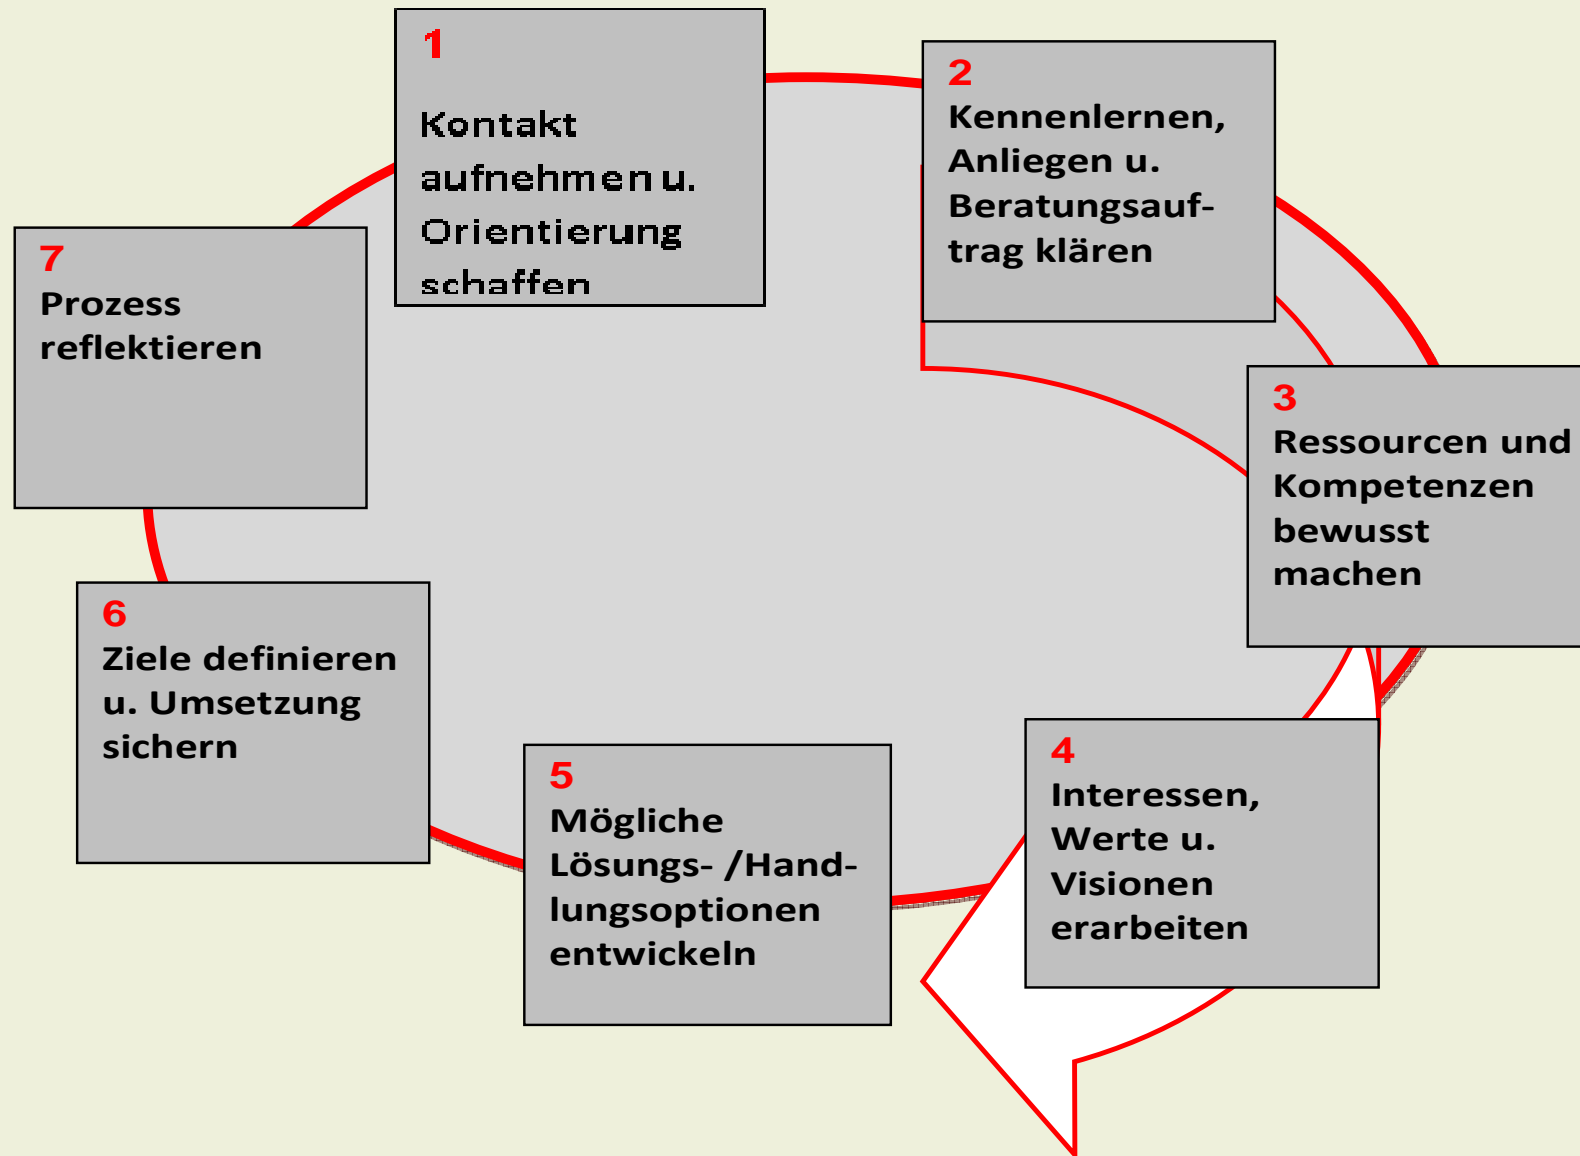 1
Kontakt
aufnehmen u.
Orientierung
schaffen
2
Kennenlernen,
Anliegen u.
Beratungsauf-
trag klären
3
Ressourcen und
Kompetenzen
bewusst
machen
4
Interessen,
Werte u.
Visionen
erarbeiten
5
Mögliche
Lösungs- /Hand-
lungsoptionen
entwickeln
6
Ziele definieren
u. Umsetzung
sichern
7
Prozess
reflektieren